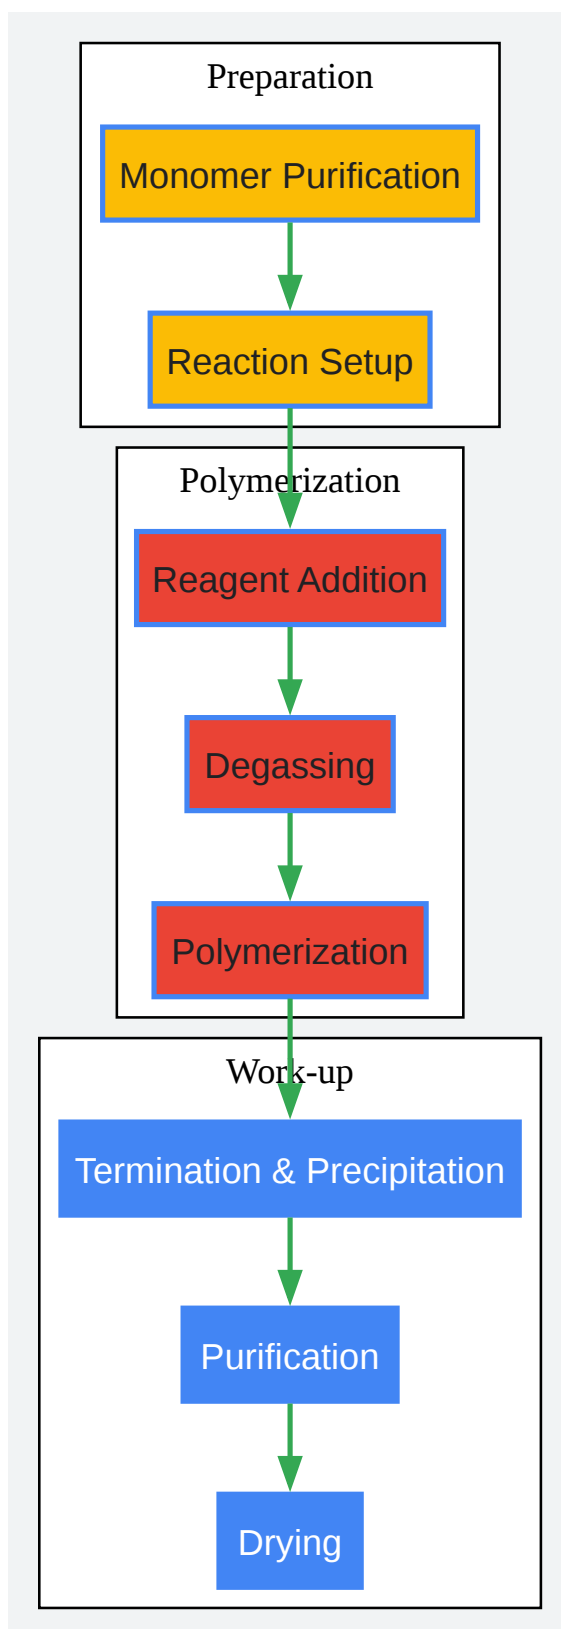 Preparation
Monomer Purification
Reaction Setup
Polymerization
Reagent Addition
Degassing
Polymerization
Work-up
Termination & Precipitation
Purification
Drying